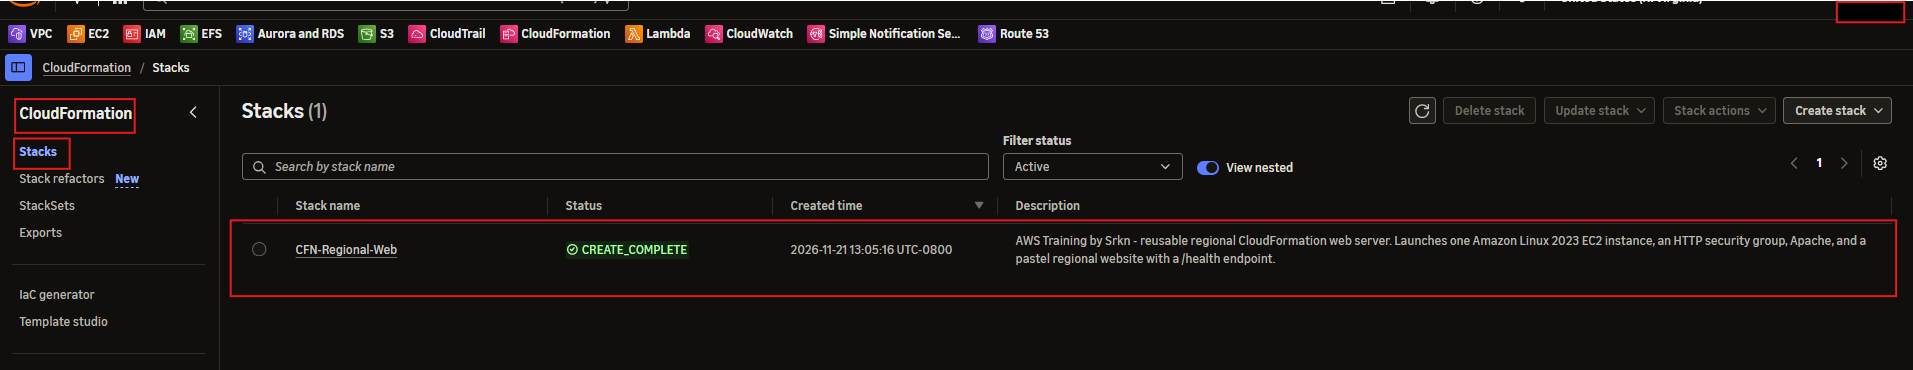 VPC EC2 IAM EFS Aurora and RDS S3 CloudTrail CloudFormation Lambda CloudWatch Simple Notification Se... Route 53
CloudFormation / Stacks
CloudFormation
Stacks
Stack refactors New
StackSets
Exports
IaC generator
Template studio
Stacks (1)
Delete stack Update stack Stack actions Create stack
Filter status
Search by stack name Active View nested 1
Stack name Status Created time Description
CFN-Regional-Web CREATE_COMPLETE 2026-11-21 13:05:16 UTC-0800 AWS Training by Srkn - reusable regional CloudFormation web server. Launches one Amazon Linux 2023 EC2 instance, an HTTP security group, Apache, and a
pastel regional website with a /health endpoint.